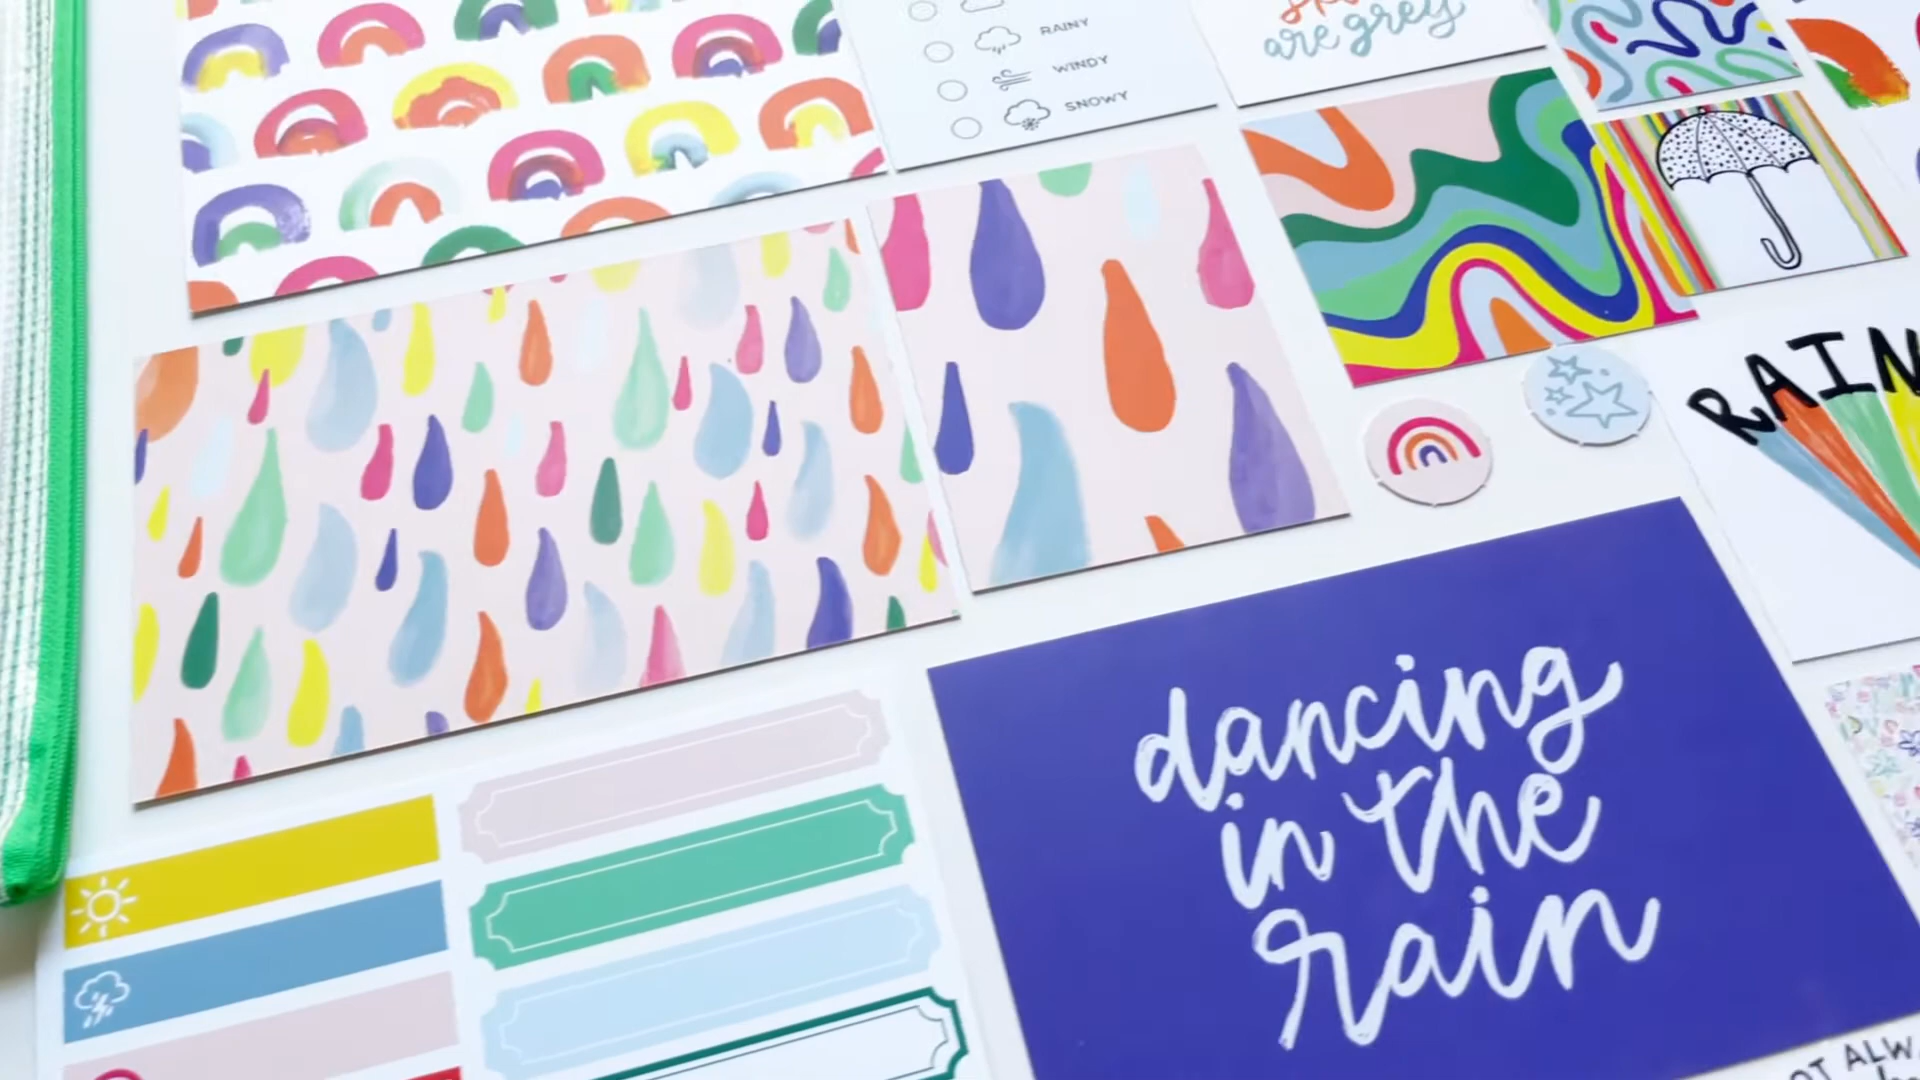 RAINY
WINDY
SNOWY
are grey
RAIN
dancing
in the
rain